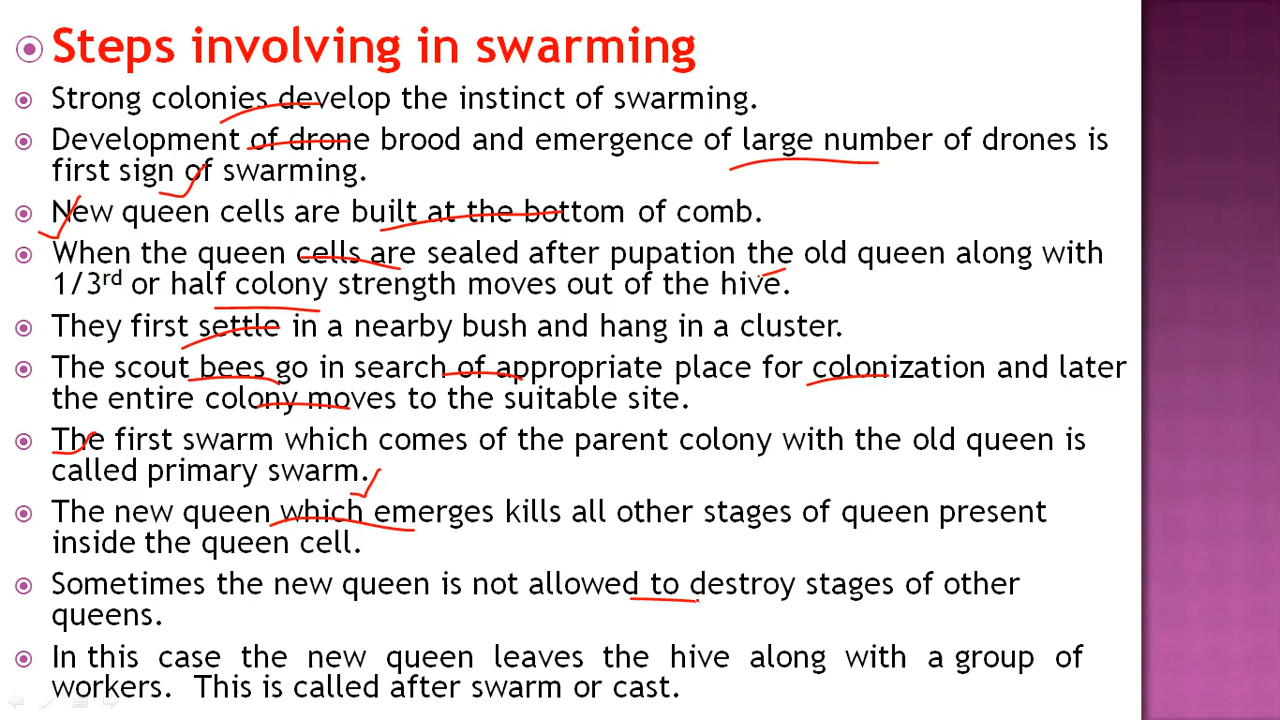 Steps involving in swarming
Strong colonies develop the instinct of swarming.
Development of drone brood and emergence of large number of drones is
first sign of swarming.
New queen cells are built at the bottom of comb.
When the queen cells are sealed after pupation the old queen along with
1/3rd or half colony strength moves out of the hive.
They first settle in a nearby bush and hang in a cluster.
The scout bees go in search of appropriate place for colonization and later
the entire colony moves to the suitable site.
The first swarm which comes of the parent colony with the old queen is
called primary swarm.
The new queen which emerges kills all other stages of queen present
inside the queen cell.
Sometimes the new queen is not allowed to destroy stages of other
queens.
In this case the new queen leaves the hive along with a group of
workers. This is called after swarm or cast.